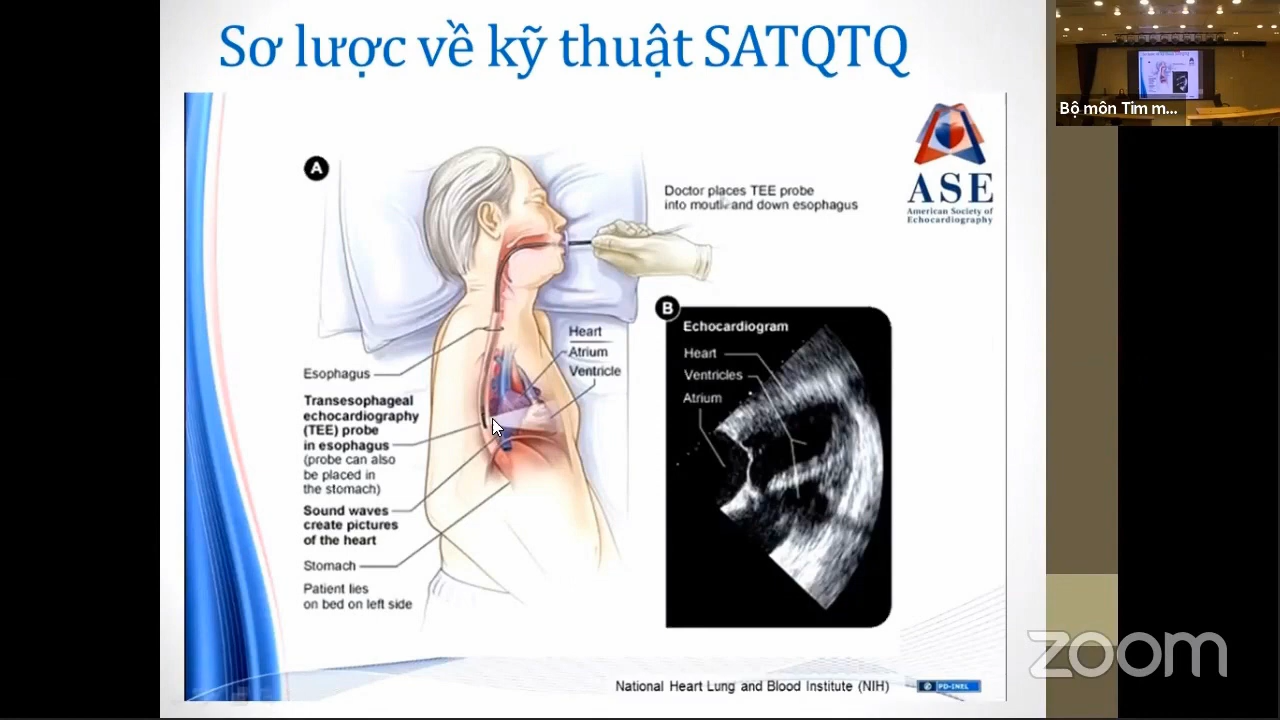 Sơ lược về kỹ thuật SATQTQ
Bộ môn Tim m...
A
Doctor places TEE probe
into mouth and down esophagus
ASE
American Society of
Echocardiography
Heart
Atrium
Ventricle
Esophagus
Transesophageal
echocardiography
(TEE) probe
in esophagus
(probe can also
be placed in
the stomach)
Sound waves
create pictures
of the heart
Stomach
Patient lies
on bed on left side
B
Echocardiogram
Heart
Ventricles
Atrium
National Heart Lung and Blood Institute (NIH)
PD-INEL
zoom